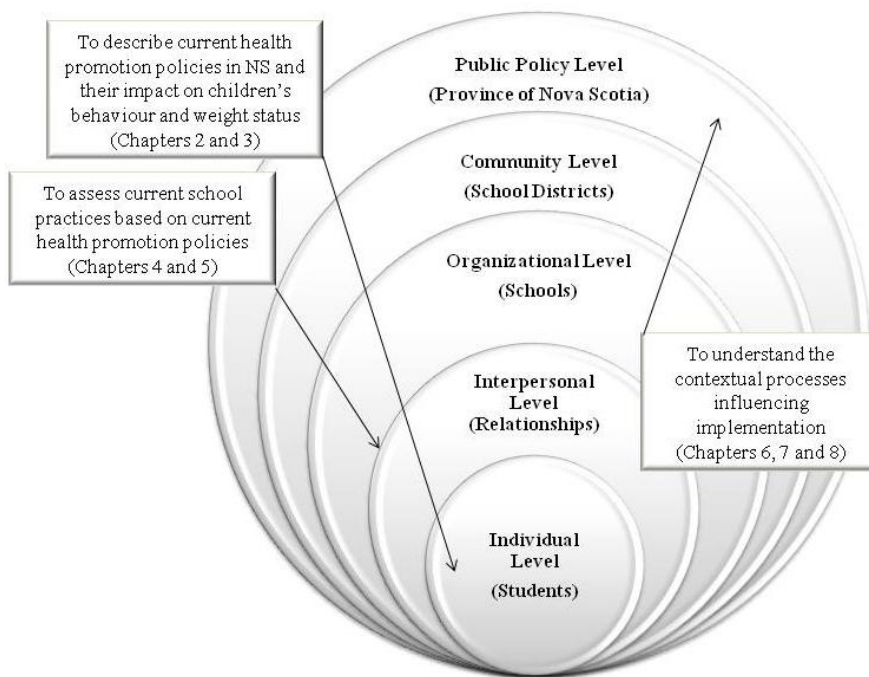 To describe current health
promotion policies in NS and
their impact on children's
behaviour and weight status
(Chapters 2 and 3)
To assess current school
practices based on current
health promotion policies
(Chapters 4 and 5)
Public Policy Level
(Province of Nova Scotia)
Community Level
(School Districts)
Organizational Level
(Schools)
Interpersonal
Level
(Relationships)
Individual
Level
(Students)
To understand the
contextual processes
influencing
implementation
(Chapters 6, 7 and 8)